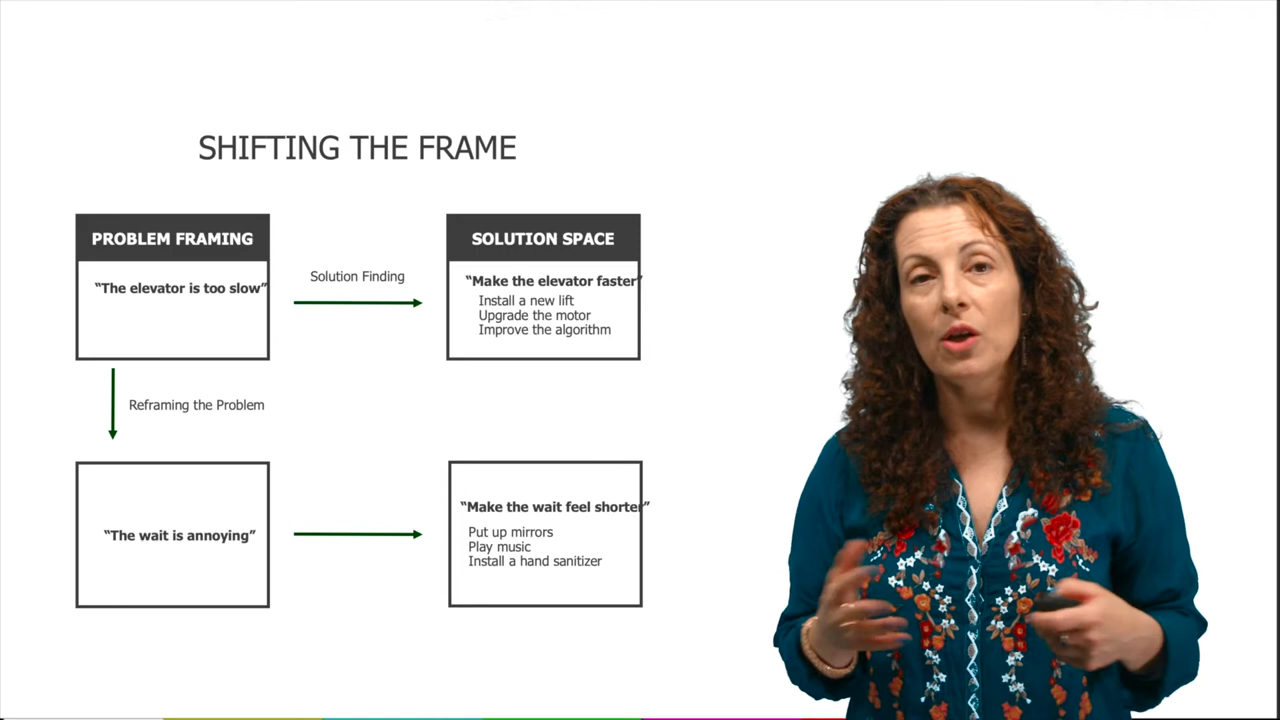 SHIFTING THE FRAME
PROBLEM FRAMING
“The elevator is too slow”
Solution Finding
SOLUTION SPACE
“Make the elevator faster”
Install a new lift
Upgrade the motor
Improve the algorithm
Reframing the Problem
“The wait is annoying”
“Make the wait feel shorter”
Put up mirrors
Play music
Install a hand sanitizer